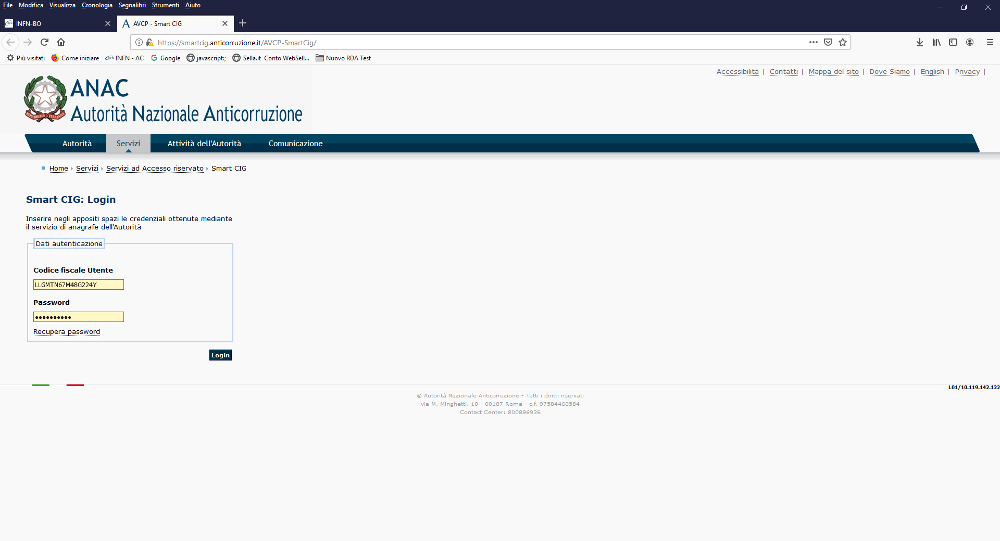 File Modifica Visualizza Cronologia Segnalibri Strumenti Aiuto
INFN-BO
AVCP - Smart CIG
https://smartcig.anticorruzione.it/AVCP-SmartCig/
Più visitati Come iniziare INFN - AC Google javascript:; Sella.it Conto WebSell... Nuovo RDA Test
Accessibilità | Contatti | Mappa del sito | Dove Siamo | English | Privacy |
ANAC
Autorità Nazionale Anticorruzione
Autorità Servizi Attività dell'Autorità Comunicazione
Home Servizi Servizi ad Accesso riservato Smart CIG
Smart CIG: Login
Inserire negli appositi spazi le credenziali ottenute mediante
il servizio di anagrafe dell'Autorità
Dati autenticazione
Codice fiscale Utente
LLGMTN67M48G224Y
Password
••••••••••
Recupera password
Login
L01/10.119.142.122
© Autorità Nazionale Anticorruzione - Tutti i diritti riservati
via M. Minghetti, 10 - 00187 Roma - c.f. 97584460584
Contact Center: 800896936